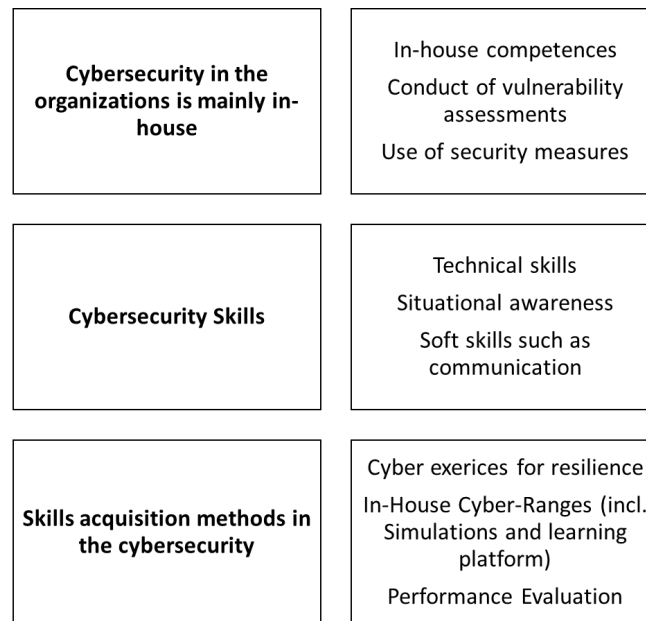 Cybersecurity in the
organizations is mainly in-
house
In-house competences
Conduct of vulnerability
assessments
Use of security measures
Cybersecurity Skills
Technical skills
Situational awareness
Soft skills such as
communication
Skills acquisition methods in
the cybersecurity
Cyber exerices for resilience
In-House Cyber-Ranges (incl.
Simulations and learning
platform)
Performance Evaluation